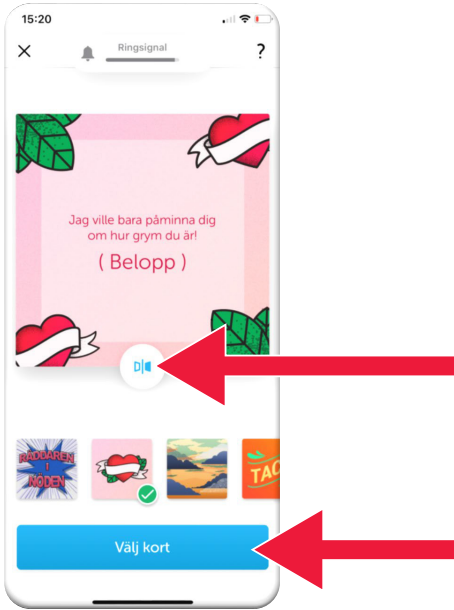 15:20
Ringsignal
?
Jag ville bara påminna dig
om hur grym du är!
( Belopp )
RÄDDAREN
I
NÖDEN
TAC
Välj kort